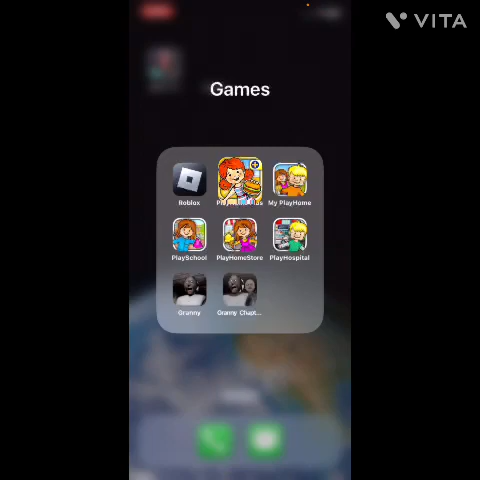 VITA
Games
Roblox
My PlayHome
PlaySchool
PlayHomeStore
PlayHospital
Granny
Granny Chapt...